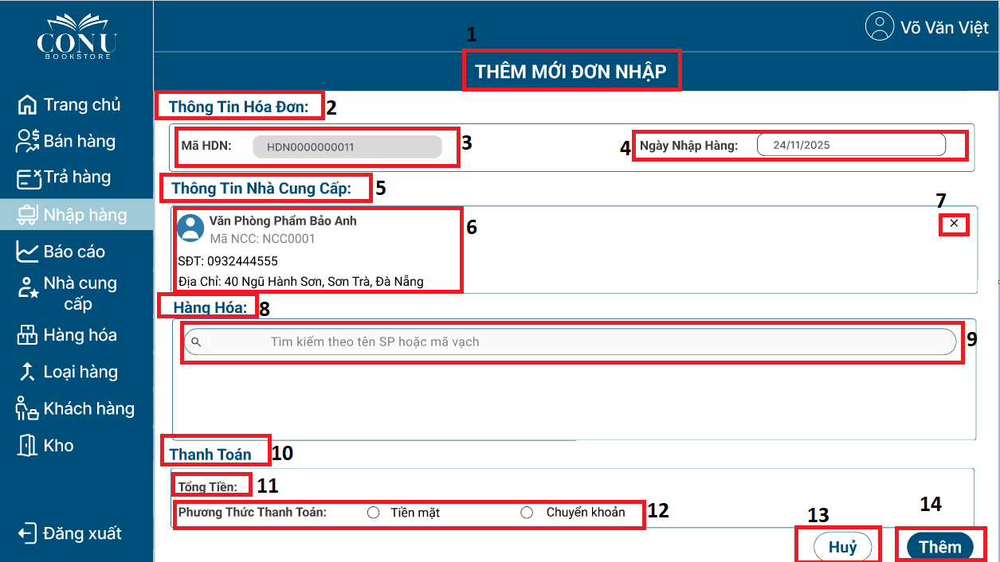 CONU
BOOKSTORE
Võ Văn Việt
1
THÊM MỚI ĐƠN NHẬP
Trang chủ
Bán hàng
Trả hàng
Nhập hàng
Báo cáo
Nhà cung
cấp
Hàng hóa
Loại hàng
Khách hàng
Kho
Đăng xuất
Thông Tin Hóa Đơn: 2
Mã HDN: HDN0000000011 3
4 Ngày Nhập Hàng: 24/11/2025
Thông Tin Nhà Cung Cấp: 5
7
×
Văn Phòng Phẩm Bảo Anh
Mã NCC: NCC0001
6
SĐT: 0932444555
Địa Chỉ: 40 Ngũ Hành Sơn, Sơn Trà, Đà Nẵng
Hàng Hóa: 8
Tìm kiếm theo tên SP hoặc mã vạch 9
Thanh Toán 10
Tổng Tiền: 11
Phương Thức Thanh Toán: Tiền mặt Chuyển khoản 12
13 14
Huỷ Thêm